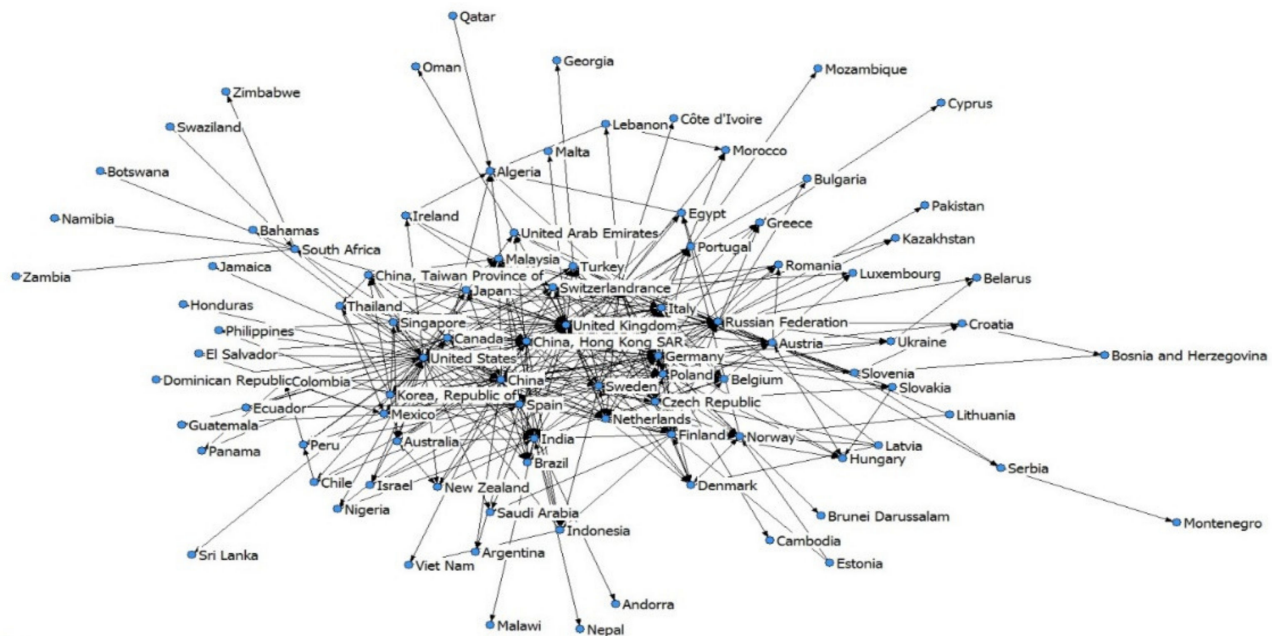 Qatar
Georgia
Oman
Mozambique
Zimbabwe
Cyprus
Côte d'Ivoire
Lebanon
Swaziland
Malta
Morocco
Botswana
Algeria
Bulgaria
Pakistan
Namibia
Ireland
Egypt
Bahamas
United Arab Emirates
Greece
Kazakhstan
South Africa
Portugal
Malaysia
Jamaica
Turkey
Romania
Zambia
China, Taiwan Province of
Luxembourg
Belarus
Japan
Switzerlandrance
Honduras
Thailand
Italy
Singapore
United Kingdom
Russian Federation
Croatia
Philippines
Canada
China, Hong Kong SAR
Austria
Ukraine
El Salvador
United States
Germany
Bosnia and Herzegovina
Dominican Republic
Colombia
China
Poland
Belgium
Slovenia
Sweden
Slovakia
Korea, Republic of
Czech Republic
Ecuador
Mexico
Spain
Lithuania
Guatemala
Netherlands
Peru
Australia
India
Finland
Norway
Latvia
Panama
Brazil
Hungary
Serbia
Chile
Israel
New Zealand
Denmark
Nigeria
Saudi Arabia
Brunei Darussalam
Montenegro
Indonesia
Cambodia
Sri Lanka
Argentina
Viet Nam
Estonia
Andorra
Malawi
Nepal